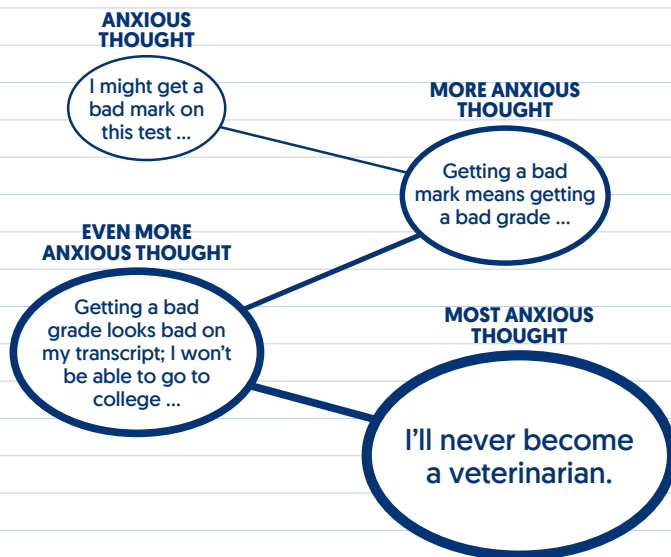 ANXIOUS
THOUGHT
I might get a
bad mark on
this test ...
MORE ANXIOUS
THOUGHT
Getting a bad
mark means getting
a bad grade ...
EVEN MORE
ANXIOUS THOUGHT
Getting a bad
grade looks bad on
my transcript; I won’t
be able to go to
college ...
MOST ANXIOUS
THOUGHT
I’ll never become
a veterinarian.